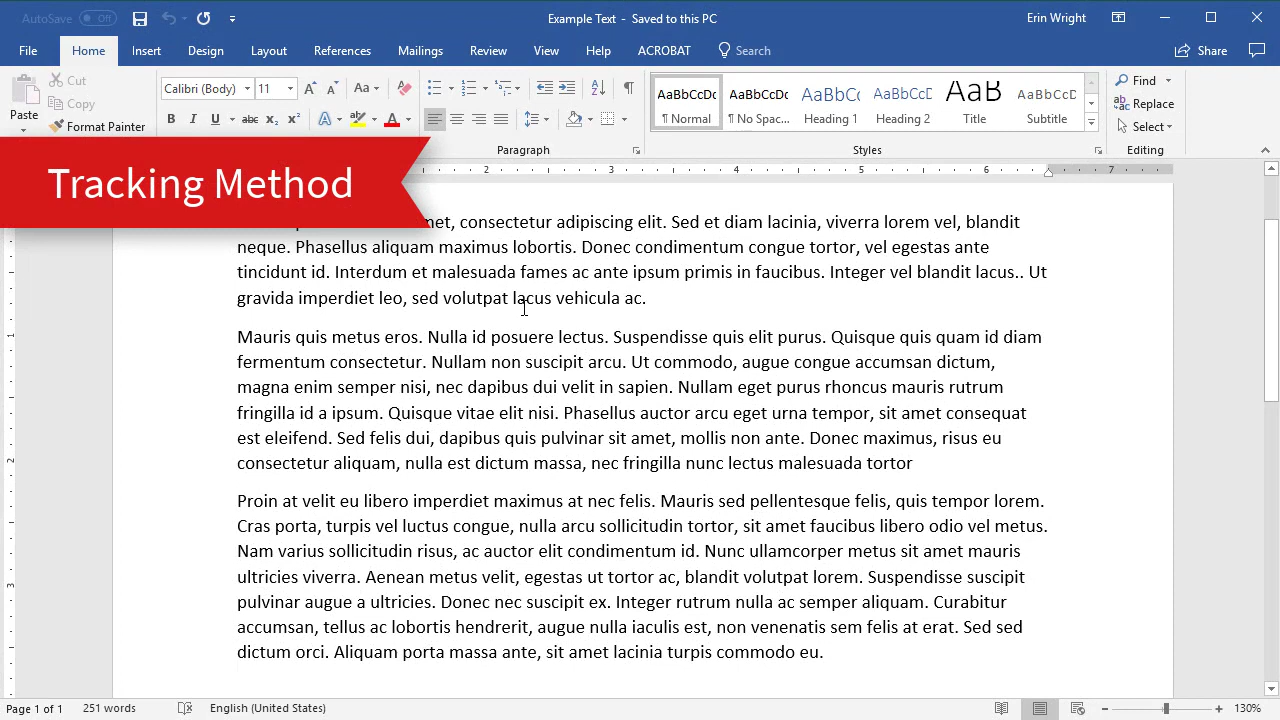 AutoSave Off
Example Text - Saved to this PC
Erin Wright
File Home Insert Design Layout References Mailings Review View Help ACROBAT Search
Share
Cut
Copy
Paste
Format Painter
Calibri (Body) 11
Aa
B I U abc x₂ x²
A
A
AaBbCcDc AaBbCcDc AaBbCc AaBbCcD AaB AaBbCcD
¶ Normal ¶ No Spac... Heading 1 Heading 2 Title Subtitle
Find
Replace
Select
Paragraph
Styles
Editing
Tracking Method
2 3 4 5 6 7
met, consectetur adipiscing elit. Sed et diam lacinia, viverra lorem vel, blandit
neque. Phasellus aliquam maximus lobortis. Donec condimentum congue tortor, vel egestas ante
tincidunt id. Interdum et malesuada fames ac ante ipsum primis in faucibus. Integer vel blandit lacus.. Ut
gravida imperdiet leo, sed volutpat lacus vehicula ac.
Mauris quis metus eros. Nulla id posuere lectus. Suspendisse quis elit purus. Quisque quis quam id diam
fermentum consectetur. Nullam non suscipit arcu. Ut commodo, augue congue accumsan dictum,
magna enim semper nisi, nec dapibus dui velit in sapien. Nullam eget purus rhoncus mauris rutrum
fringilla id a ipsum. Quisque vitae elit nisi. Phasellus auctor arcu eget urna tempor, sit amet consequat
est eleifend. Sed felis dui, dapibus quis pulvinar sit amet, mollis non ante. Donec maximus, risus eu
consectetur aliquam, nulla est dictum massa, nec fringilla nunc lectus malesuada tortor
Proin at velit eu libero imperdiet maximus at nec felis. Mauris sed pellentesque felis, quis tempor lorem.
Cras porta, turpis vel luctus congue, nulla arcu sollicitudin tortor, sit amet faucibus libero odio vel metus.
Nam varius sollicitudin risus, ac auctor elit condimentum id. Nunc ullamcorper metus sit amet mauris
ultricies viverra. Aenean metus velit, egestas ut tortor ac, blandit volutpat lorem. Suspendisse suscipit
pulvinar augue a ultricies. Donec nec suscipit ex. Integer rutrum nulla ac semper aliquam. Curabitur
accumsan, tellus ac lobortis hendrerit, augue nulla iaculis est, non venenatis sem felis at erat. Sed sed
dictum orci. Aliquam porta massa ante, sit amet lacinia turpis commodo eu.
1
2
3
Page 1 of 1 251 words English (United States) 130%